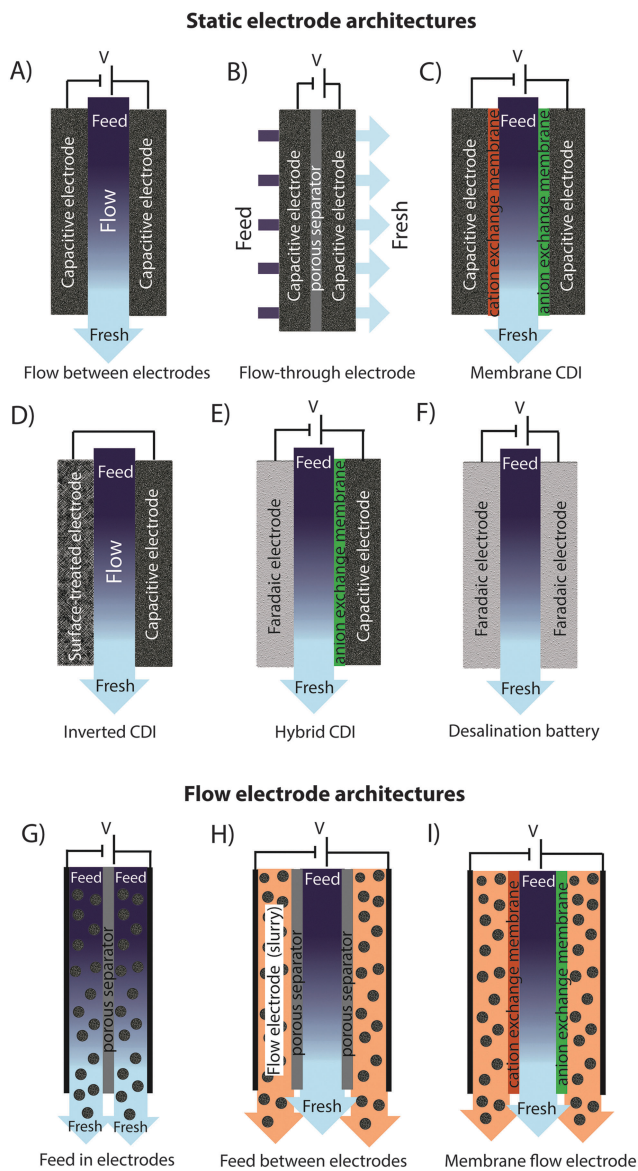 Static electrode architectures
A)
V
Feed
Capacitive electrode
Flow
Capacitive electrode
Fresh
Flow between electrodes
B)
V
Feed
Capacitive electrode
porous separator
Capacitive electrode
Fresh
Flow-through electrode
C)
V
Feed
Capacitive electrode
cation exchange membrane
anion exchange membrane
Capacitive electrode
Fresh
Membrane CDI
D)
Feed
Surface-treated electrode
Flow
Capacitive electrode
Fresh
Inverted CDI
E)
V
Feed
Faradaic electrode
anion exchange membrane
Capacitive electrode
Fresh
Hybrid CDI
F)
V
Feed
Faradaic electrode
Faradaic electrode
Fresh
Desalination battery
Flow electrode architectures
G)
V
Feed
Feed
porous separator
Fresh
Fresh
Feed in electrodes
H)
V
Feed
Flow electrode (slurry)
porous separator
porous separator
Fresh
Feed between electrodes
I)
V
Feed
cation exchange membrane
anion exchange membrane
Fresh
Membrane flow electrode